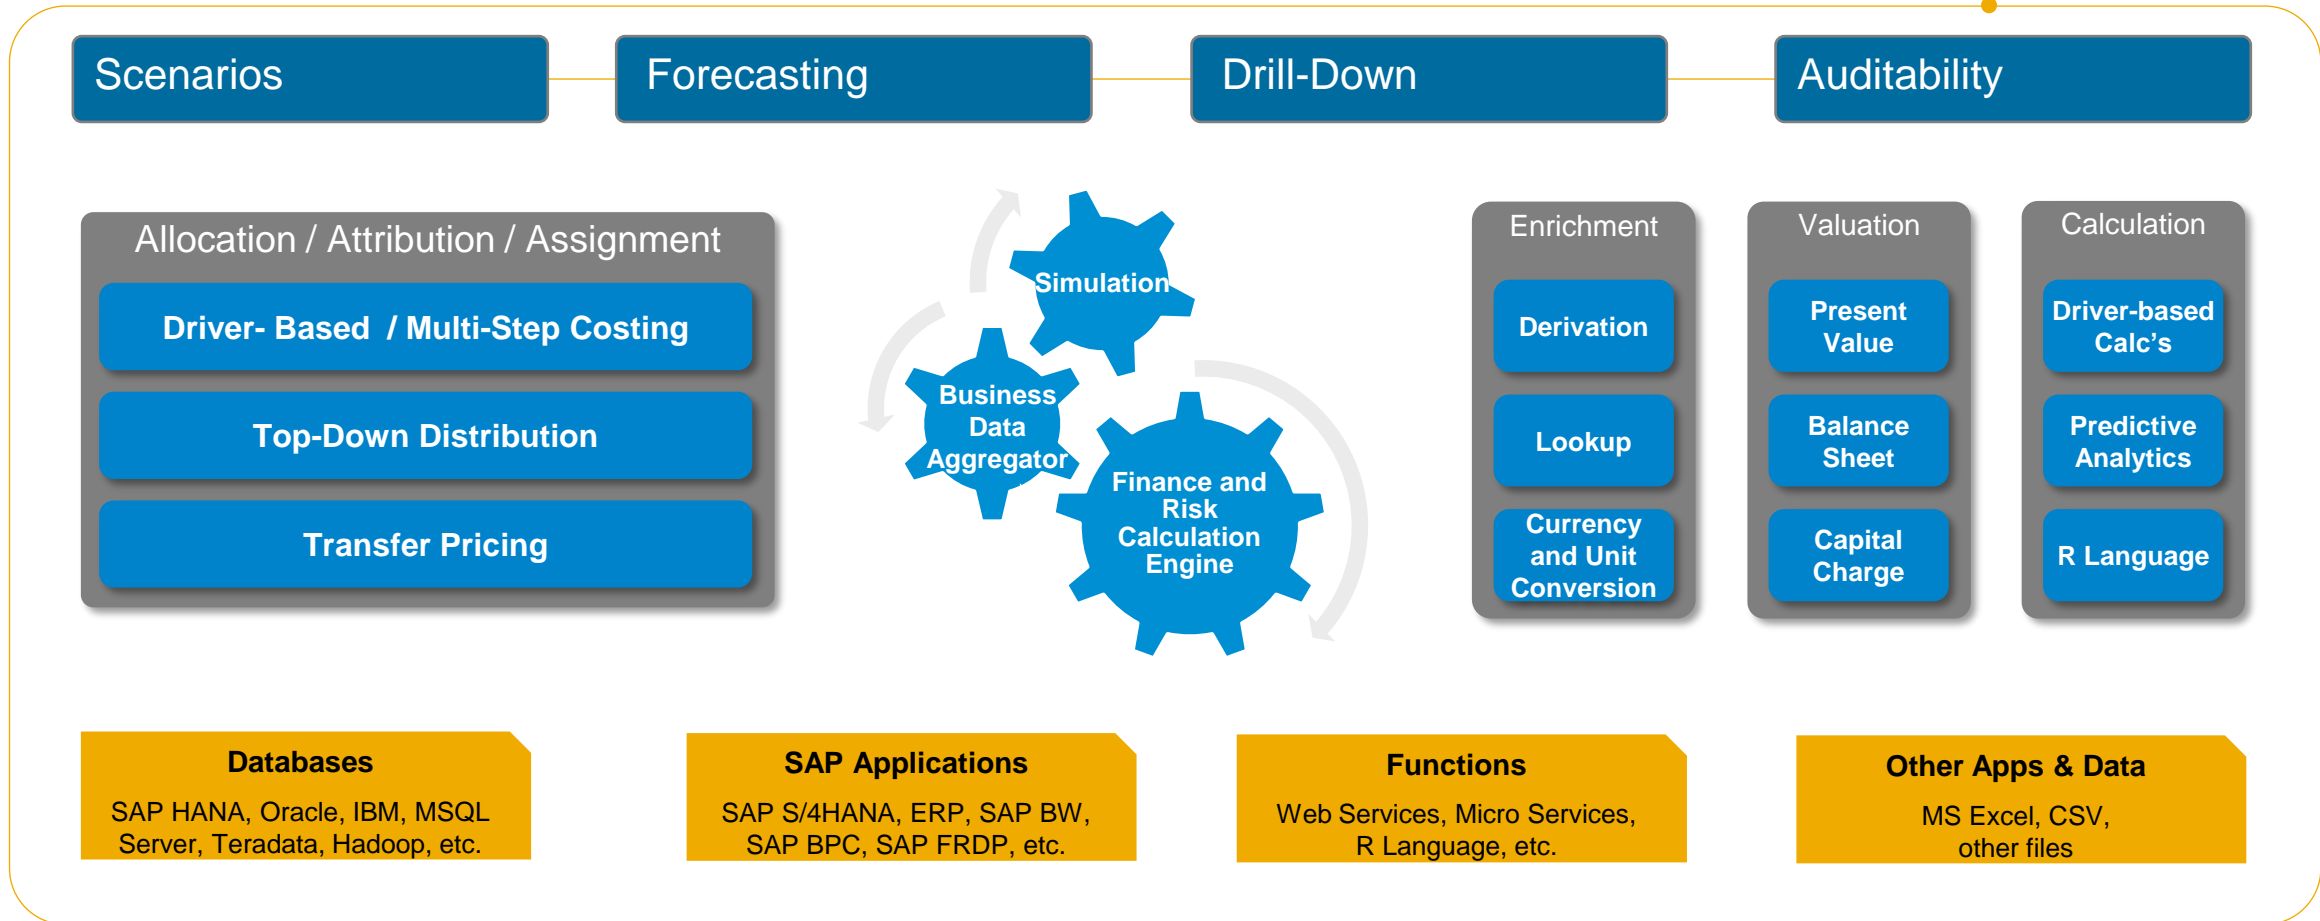 Scenarios
Forecasting
Drill-Down
Auditability
Allocation / Attribution / Assignment
Driver- Based / Multi-Step Costing
Top-Down Distribution
Transfer Pricing
Simulation
Business
Data
Aggregator
Finance and
Risk
Calculation
Engine
Enrichment
Derivation
Lookup
Currency
and Unit
Conversion
Valuation
Present
Value
Balance
Sheet
Capital
Charge
Calculation
Driver-based
Calc’s
Predictive
Analytics
R Language
Databases
SAP HANA, Oracle, IBM, MSQL
Server, Teradata, Hadoop, etc.
SAP Applications
SAP S/4HANA, ERP, SAP BW,
SAP BPC, SAP FRDP, etc.
Functions
Web Services, Micro Services,
R Language, etc.
Other Apps & Data
MS Excel, CSV,
other files